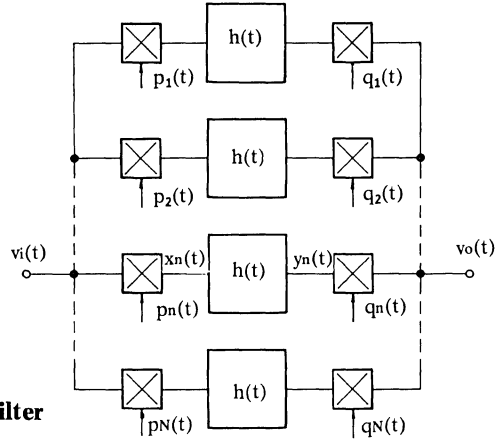 h(t)
p1(t) q1(t)
h(t)
p2(t) q2(t)
vi(t) xn(t) h(t) yn(t) vo(t)
pn(t) qn(t)
h(t)
ilter
pN(t) qN(t)